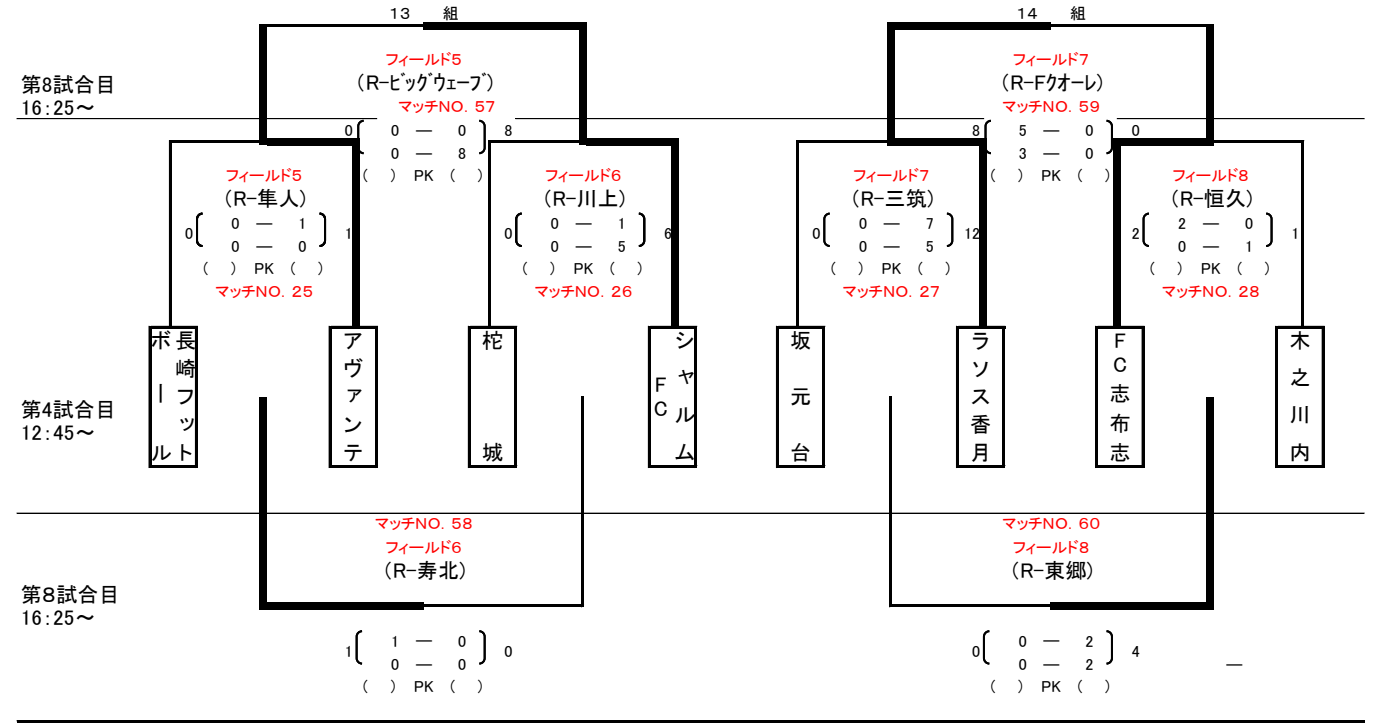 13　組
14　組
第8試合目
16:25～
フィールド5
(R-ﾋﾞｯｸﾞｳｪｰﾌﾞ)
マッチNO. 57
0 0 ― 0 8
0 ― 8
(　) PK (　)
フィールド7
(R-Fｸｵｰﾚ)
マッチNO. 59
8 5 ― 0 0
3 ― 0
(　) PK (　)
フィールド5
(R-隼人)
0 0 ― 1 1
0 ― 0
(　) PK (　)
マッチNO. 25
フィールド6
(R-川上)
0 0 ― 1 6
0 ― 5
(　) PK (　)
マッチNO. 26
フィールド7
(R-三筑)
0 0 ― 7 12
0 ― 5
(　) PK (　)
マッチNO. 27
フィールド8
(R-恒久)
2 2 ― 0 1
0 ― 1
(　) PK (　)
マッチNO. 28
第4試合目
12:45～
長崎フット
ボール
アヴァンテ
柁城
シャルム
FC
坂元台
ラソス香月
FC志布志
木之川内
第8試合目
16:25～
マッチNO. 58
フィールド6
(R-寿北)
1 1 ― 0 0
0 ― 0
(　) PK (　)
マッチNO. 60
フィールド8
(R-東郷)
0 0 ― 2 4
0 ― 2
(　) PK (　)
―